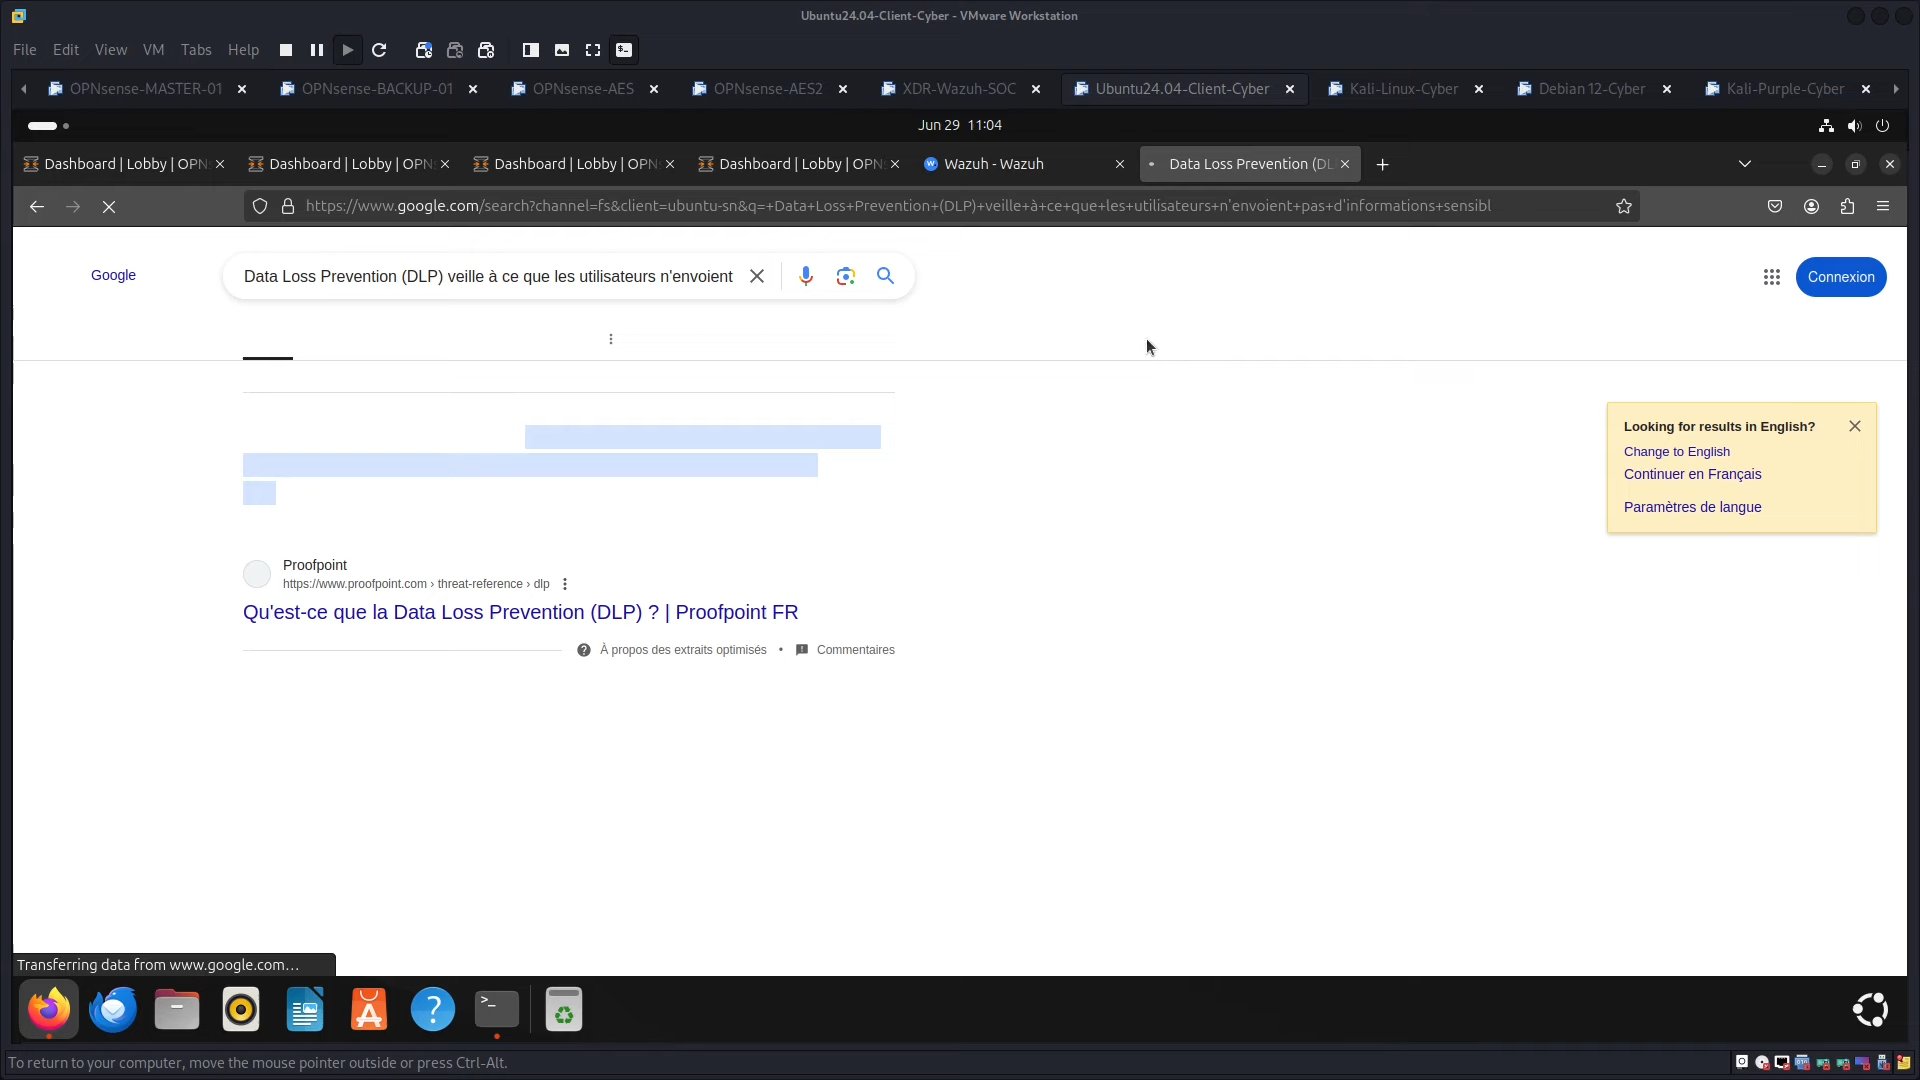 Ubuntu24.04-Client-Cyber - VMware Workstation
File Edit View VM Tabs Help
OPNsense-MASTER-01 OPNsense-BACKUP-01 OPNsense-AES OPNsense-AES2 XDR-Wazuh-SOC Ubuntu24.04-Client-Cyber Kali-Linux-Cyber Debian 12-Cyber Kali-Purple-Cyber
Jun 29 11:04
Dashboard | Lobby | OPN Dashboard | Lobby | OPN Dashboard | Lobby | OPN Dashboard | Lobby | OPN Wazuh - Wazuh Data Loss Prevention (DL
https://www.google.com/search?channel=fs&client=ubuntu-sn&q=+Data+Loss+Prevention+(DLP)+veille+à+ce+que+les+utilisateurs+n'envoient+pas+d'informations+sensibl
Google
Data Loss Prevention (DLP) veille à ce que les utilisateurs n'envoient
Connexion
Looking for results in English?
Change to English
Continuer en Français
Paramètres de langue
Proofpoint
https://www.proofpoint.com › threat-reference › dlp
Qu'est-ce que la Data Loss Prevention (DLP) ? | Proofpoint FR
À propos des extraits optimisés • Commentaires
Transferring data from www.google.com…
To return to your computer, move the mouse pointer outside or press Ctrl-Alt.